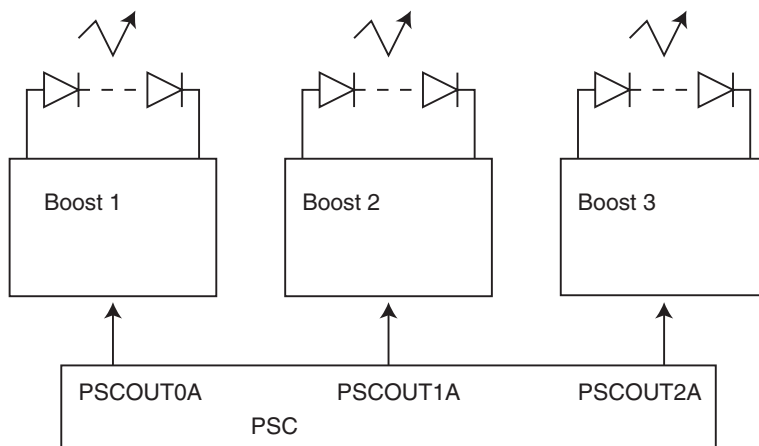 Boost 1
Boost 2
Boost 3
PSCOUT0A
PSCOUT1A
PSCOUT2A
PSC